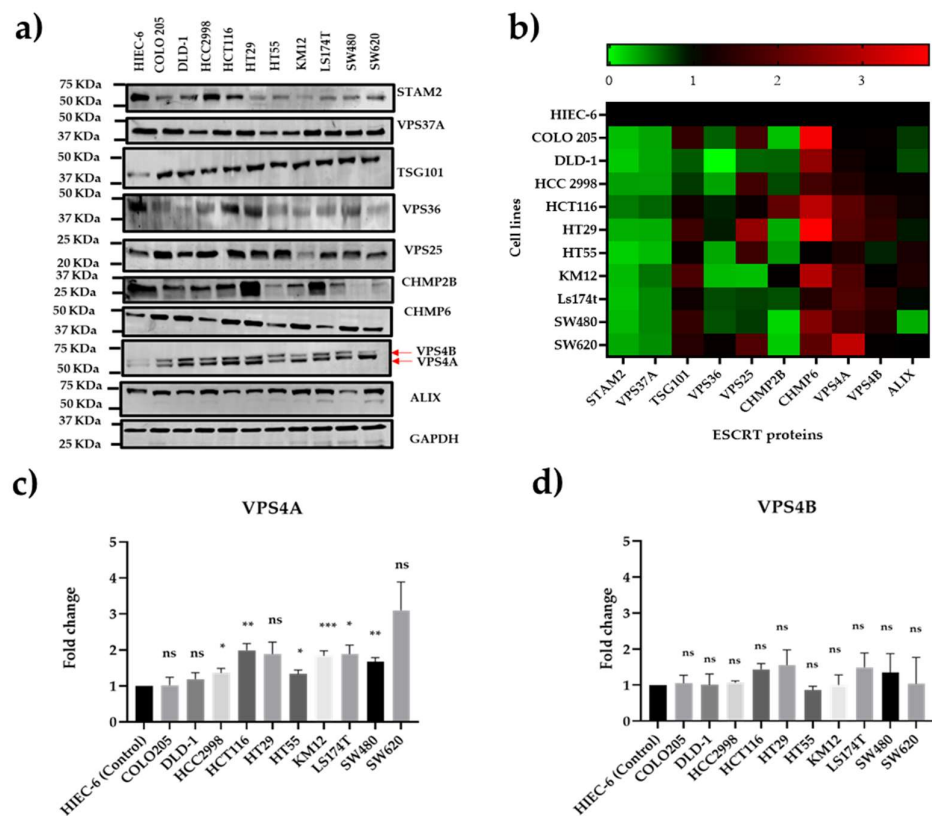 a)
HIEC-6 COLO 205 DLD-1 HCC2998 HCT116 HT29 HT55 KM12 LS174T SW480 SW620
75 KDa
50 KDa
STAM2
50 KDa
37 KDa
VPS37A
50 KDa
37 KDa
TSG101
50 KDa
37 KDa
VPS36
25 KDa
20 KDa
VPS25
37 KDa
25 KDa
CHMP2B
50 KDa
37 KDa
CHMP6
75 KDa
50 KDa
VPS4B
VPS4A
75 KDa
50 KDa
ALIX
37 KDa
25 KDa
GAPDH
b)
0 1 2 3
Cell lines
HIEC-6
COLO 205
DLD-1
HCC 2998
HCT116
HT29
HT55
KM12
Ls174t
SW480
SW620
STAM2 VPS37A TSG101 VPS36 VPS25 CHMP2B CHMP6 VPS4A VPS4B ALIX
ESCRT proteins
c)
VPS4A
Fold change
5
4
3
2
1
0
ns ns * ** ns * *** * ** ns
HIEC-6 (Control) COLO205 DLD-1 HCC2998 HCT116 HT29 HT55 KM12 LS174T SW480 SW620
d)
VPS4B
Fold change
5
4
3
2
1
0
ns ns ns ns ns ns ns ns ns ns
HIEC-6 (Control) COLO205 DLD-1 HCC2998 HCT116 HT29 HT55 KM12 LS174T SW480 SW620